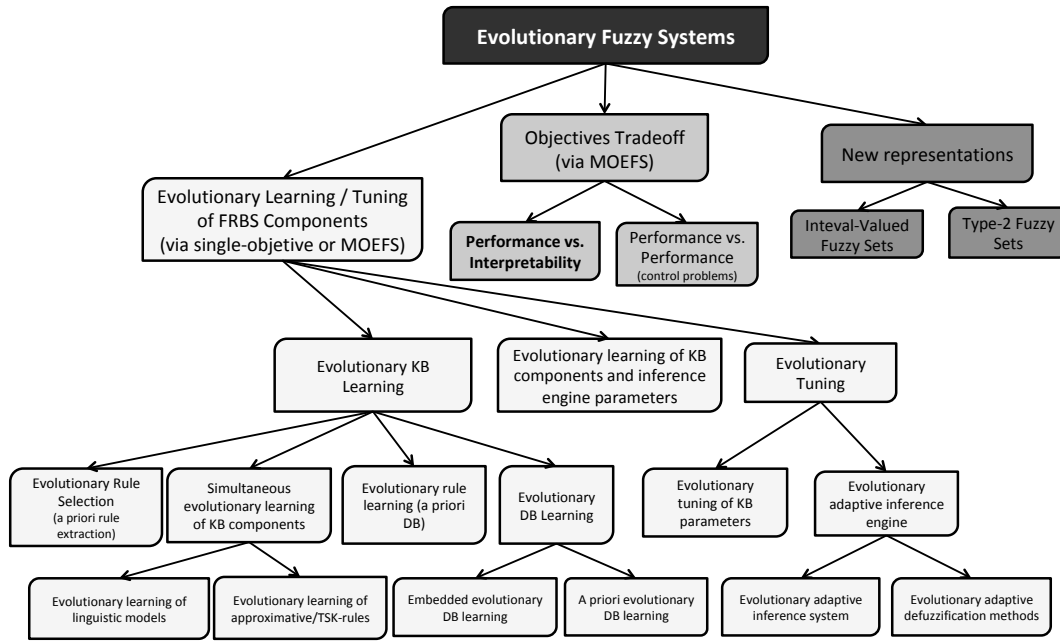 Evolutionary Fuzzy Systems
Objectives Tradeoff
(via MOEFS)
New representations
Evolutionary Learning / Tuning
of FRBS Components
(via single-objetive or MOEFS)
Performance vs.
Interpretability
Performance vs.
Performance
(control problems)
Inteval-Valued
Fuzzy Sets
Type-2 Fuzzy
Sets
Evolutionary KB
Learning
Evolutionary learning of KB
components and inference
engine parameters
Evolutionary
Tuning
Evolutionary Rule
Selection
(a priori rule
extraction)
Simultaneous
evolutionary learning
of KB components
Evolutionary rule
learning (a priori
DB)
Evolutionary
DB Learning
Evolutionary
tuning of KB
parameters
Evolutionary
adaptive inference
engine
Evolutionary learning of
linguistic models
Evolutionary learning of
approximative/TSK-rules
Embedded evolutionary
DB learning
A priori evolutionary
DB learning
Evolutionary adaptive
inference system
Evolutionary adaptive
defuzzification methods